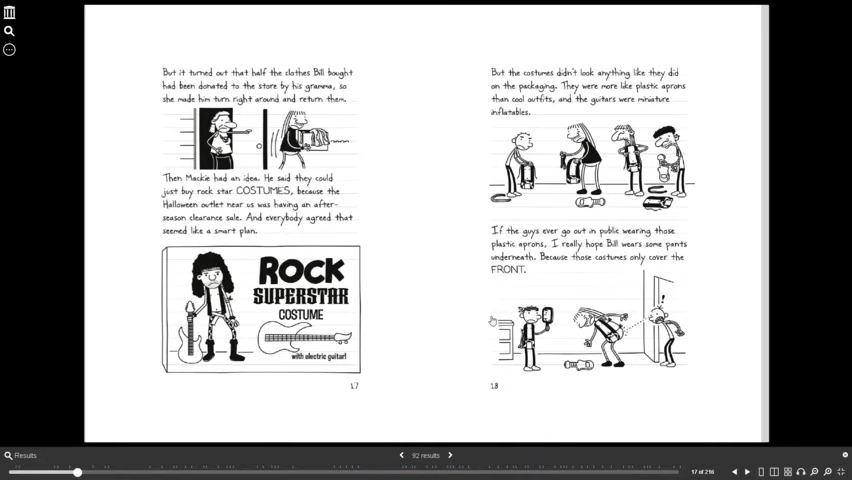 But it turned out that half the clothes Bill bought
had been donated to the store by his gramma, so
she made him turn right around and return them.
Then Mackie had an idea. He said they could
just buy rock star COSTUMES, because the
Halloween outlet near us was having an after-
season clearance sale. And everybody agreed that
seemed like a smart plan.
ROCK
SUPERSTAR
COSTUME
with electric guitar!
17
But the costumes didn't look anything like they did
on the packaging. They were more like plastic aprons
than cool outfits, and the guitars were miniature
inflatables.
If the guys ever go out in public wearing those
plastic aprons, I really hope Bill wears some pants
underneath. Because those costumes only cover the
FRONT.
!
18
Results
92 results
17 of 216